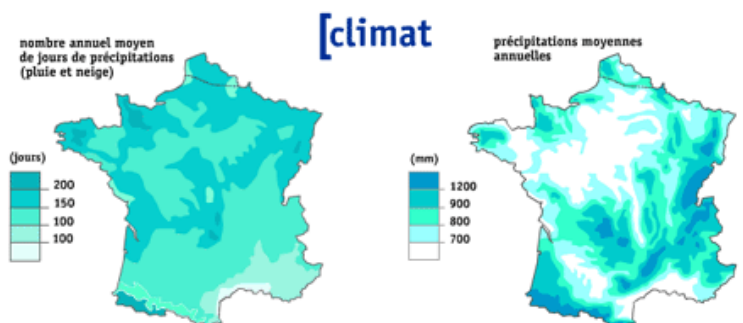 [climat
nombre annuel moyen
de jours de précipitations
(pluie et neige)
(jours)
200
150
100
100
précipitations moyennes
annuelles
(mm)
1200
900
800
700